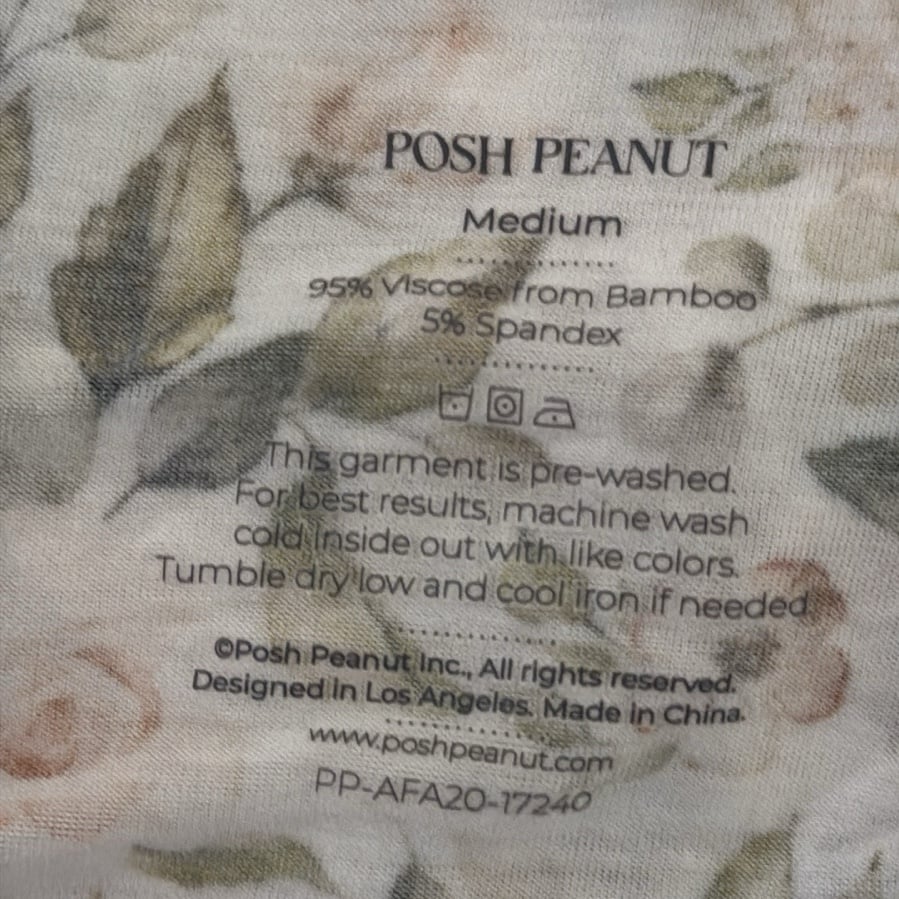 POSH PEANUT
Medium
95% Viscose from Bamboo
5% Spandex
This garment is pre-washed.
For best results, machine wash
cold inside out with like colors.
Tumble dry low and cool iron if needed.
©Posh Peanut Inc., All rights reserved.
Designed in Los Angeles. Made in China.
www.poshpeanut.com
PP-AFA20-17240